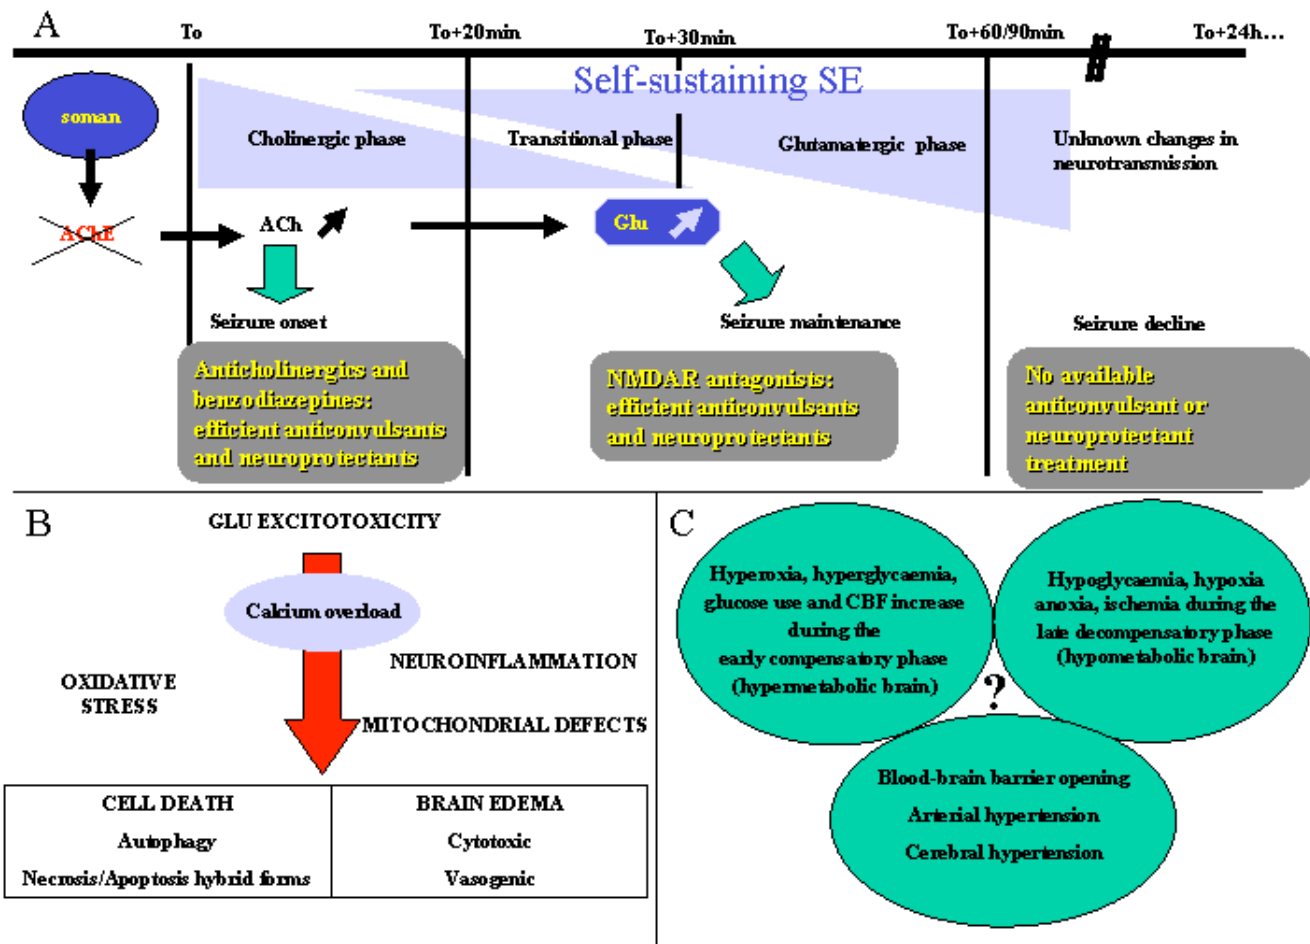 A
To
To+20min
To+30min
To+60/90min
To+24h...
Self-sustaining SE
soman
Cholinergic phase
Transitional phase
Glutamatergic phase
Unknown changes in
neurotransmission
AChE
ACh
Glu
Seizure onset
Seizure maintenance
Seizure decline
Anticholinergics and
benzodiazepines:
efficient anticonvulsants
and neuroprotectants
NMDAR antagonists:
efficient anticonvulsants
and neuroprotectants
No available
anticonvulsant or
neuroprotectant
treatment
B
GLU EXCITOTOXICITY
Calcium overload
NEUROINFLAMMATION
OXIDATIVE
STRESS
MITOCHONDRIAL DEFECTS
CELL DEATH
Autophagy
Necrosis/Apoptosis hybrid forms
BRAIN EDEMA
Cytotoxic
Vasogenic
C
Hyperoxia, hyperglycaemia,
glucose use and CBF increase
during the
early compensatory phase
(hypermetabolic brain)
Hypoglycaemia, hypoxia
anoxia, ischemia during the
late decompensatory phase
(hypometabolic brain)
?
Blood-brain barrier opening
Arterial hypertension
Cerebral hypertension